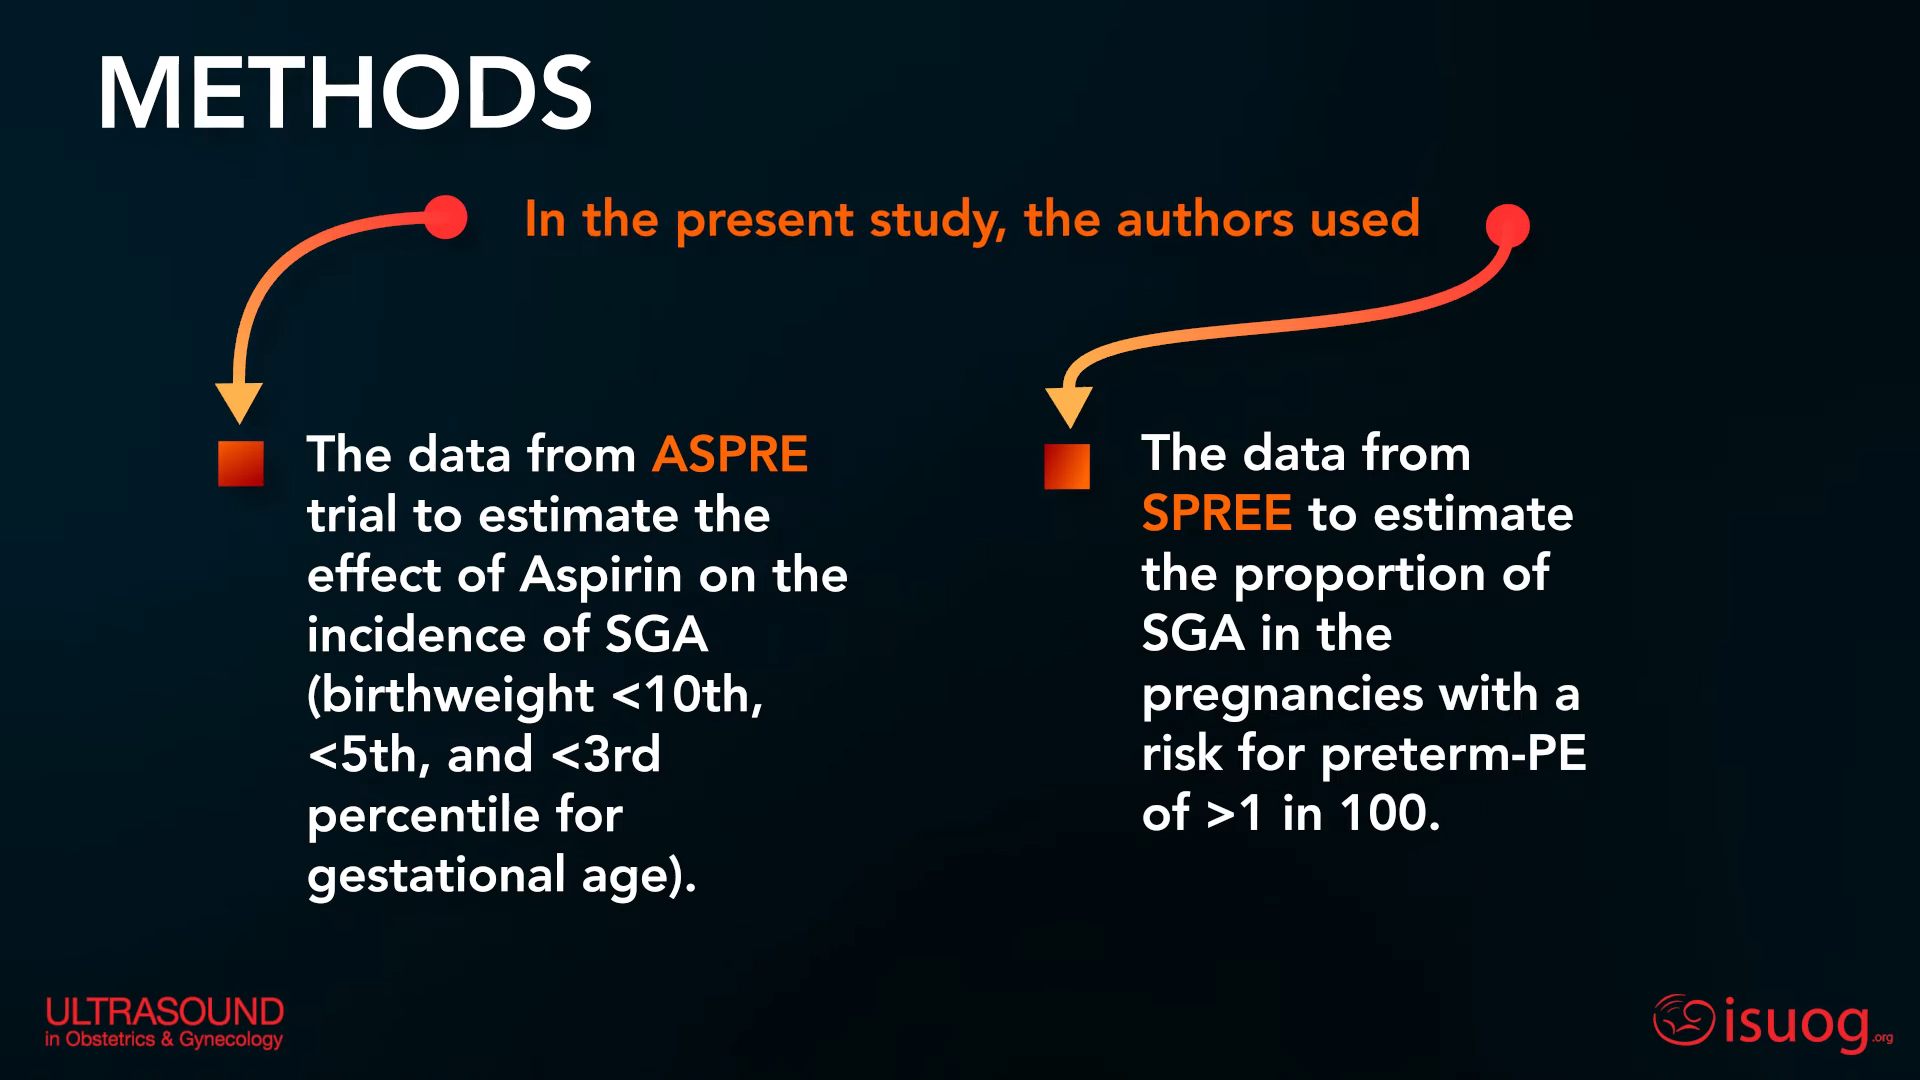 METHODS
In the present study, the authors used
The data from ASPRE
trial to estimate the
effect of Aspirin on the
incidence of SGA
(birthweight <10th,
<5th, and <3rd
percentile for
gestational age).
The data from
SPREE to estimate
the proportion of
SGA in the
pregnancies with a
risk for preterm-PE
of >1 in 100.
ULTRASOUND
in Obstetrics & Gynecology
isuog.org